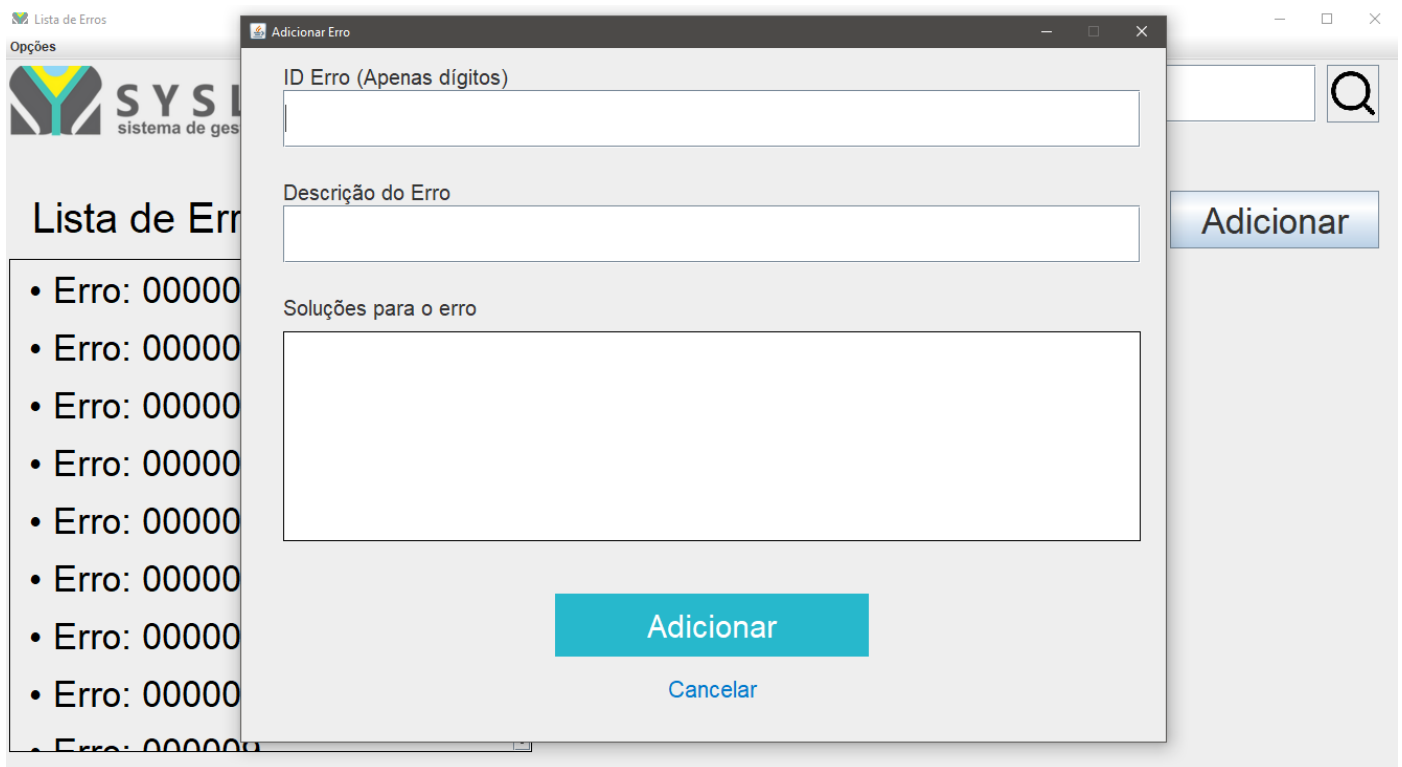 Lista de Erros
Adicionar Erro
Opções
ID Erro (Apenas dígitos)
SYSL
sistema de ges
Descrição do Erro
Lista de Err
Adicionar
• Erro: 00000
Soluções para o erro
• Erro: 00000
• Erro: 00000
• Erro: 00000
• Erro: 00000
• Erro: 00000
• Erro: 00000
Adicionar
• Erro: 00000
Cancelar
• Erro: 000009